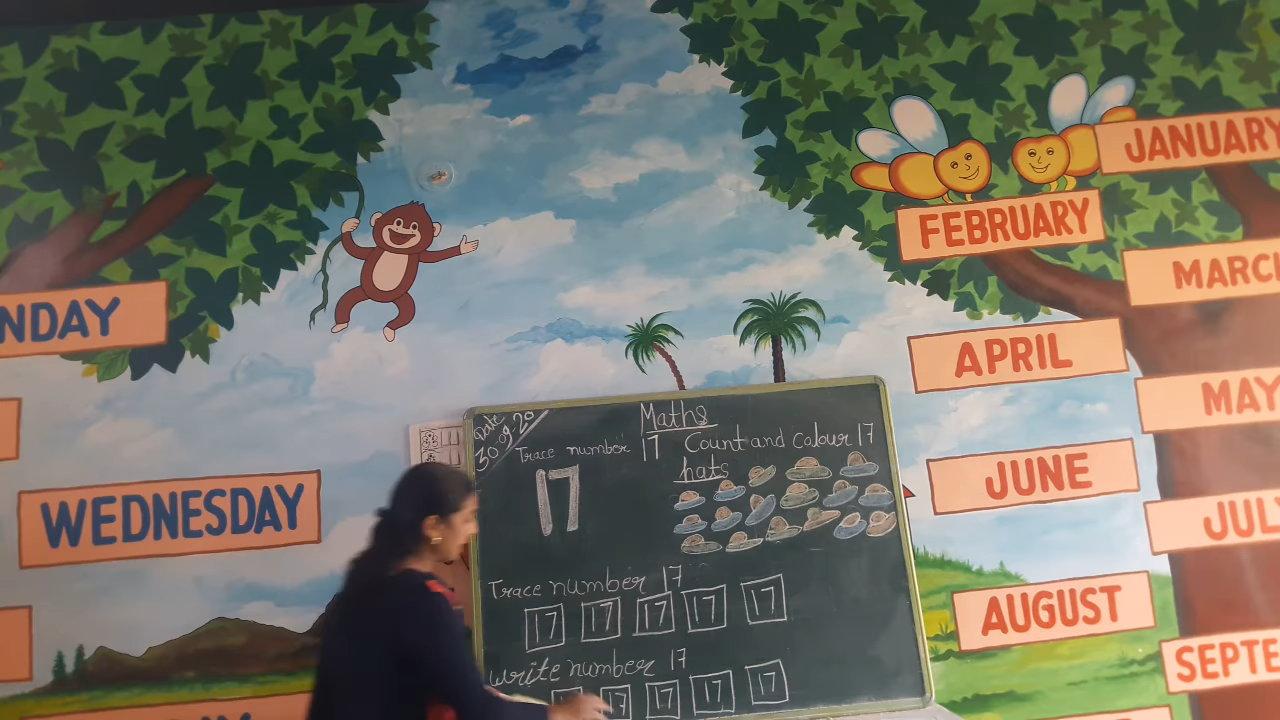 JANUARY
FEBRUARY
MARCH
APRIL
MAY
JUNE
JUL
AUGUST
SEPTE
NDAY
WEDNESDAY
Date
30-09-20
Maths
Trace number 17
17
Count and colour 17
hats
Trace number 17
17 17 17 17 17
Write number 17
17 17 17 17